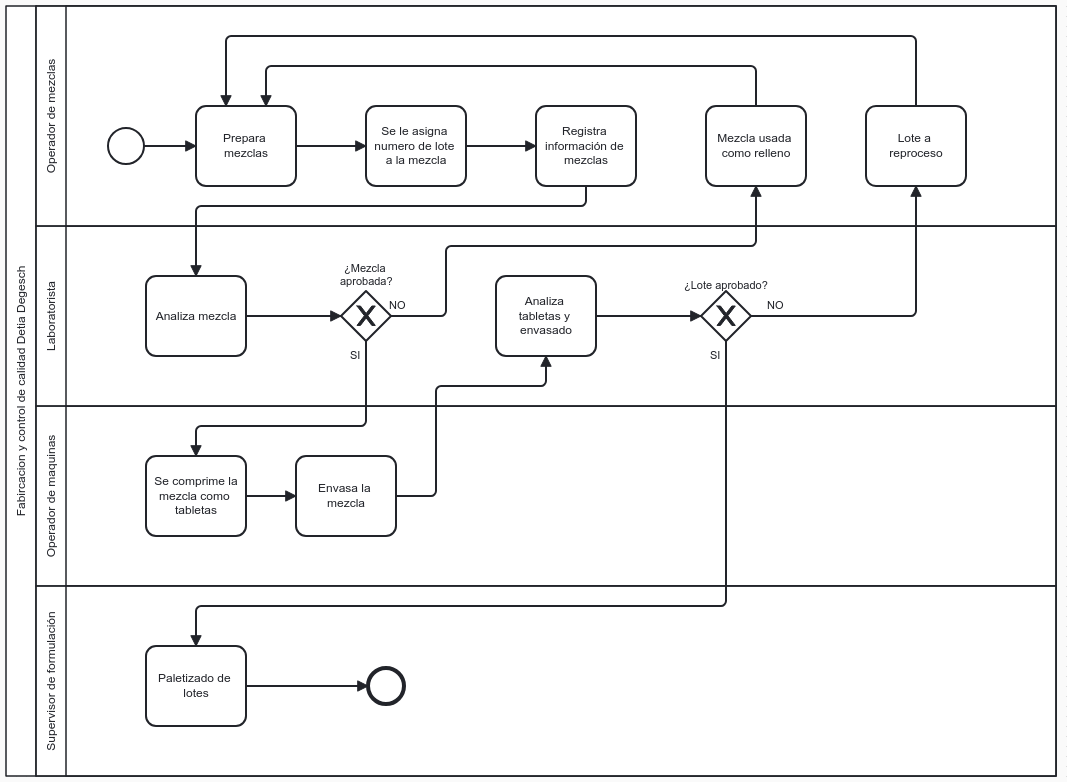 Fabircacion y control de calidad Detia Degesch
Operador de mezclas
Prepara
mezclas
Se le asigna
numero de lote
a la mezcla
Registra
información de
mezclas
Mezcla usada
como relleno
Lote a
reproceso
Laboratorista
Analiza mezcla
¿Mezcla
aprobada?
NO
SI
Analiza
tabletas y
envasado
¿Lote aprobado?
NO
SI
Operador de maquinas
Se comprime la
mezcla como
tabletas
Envasa la
mezcla
Supervisor de formulación
Paletizado de
lotes